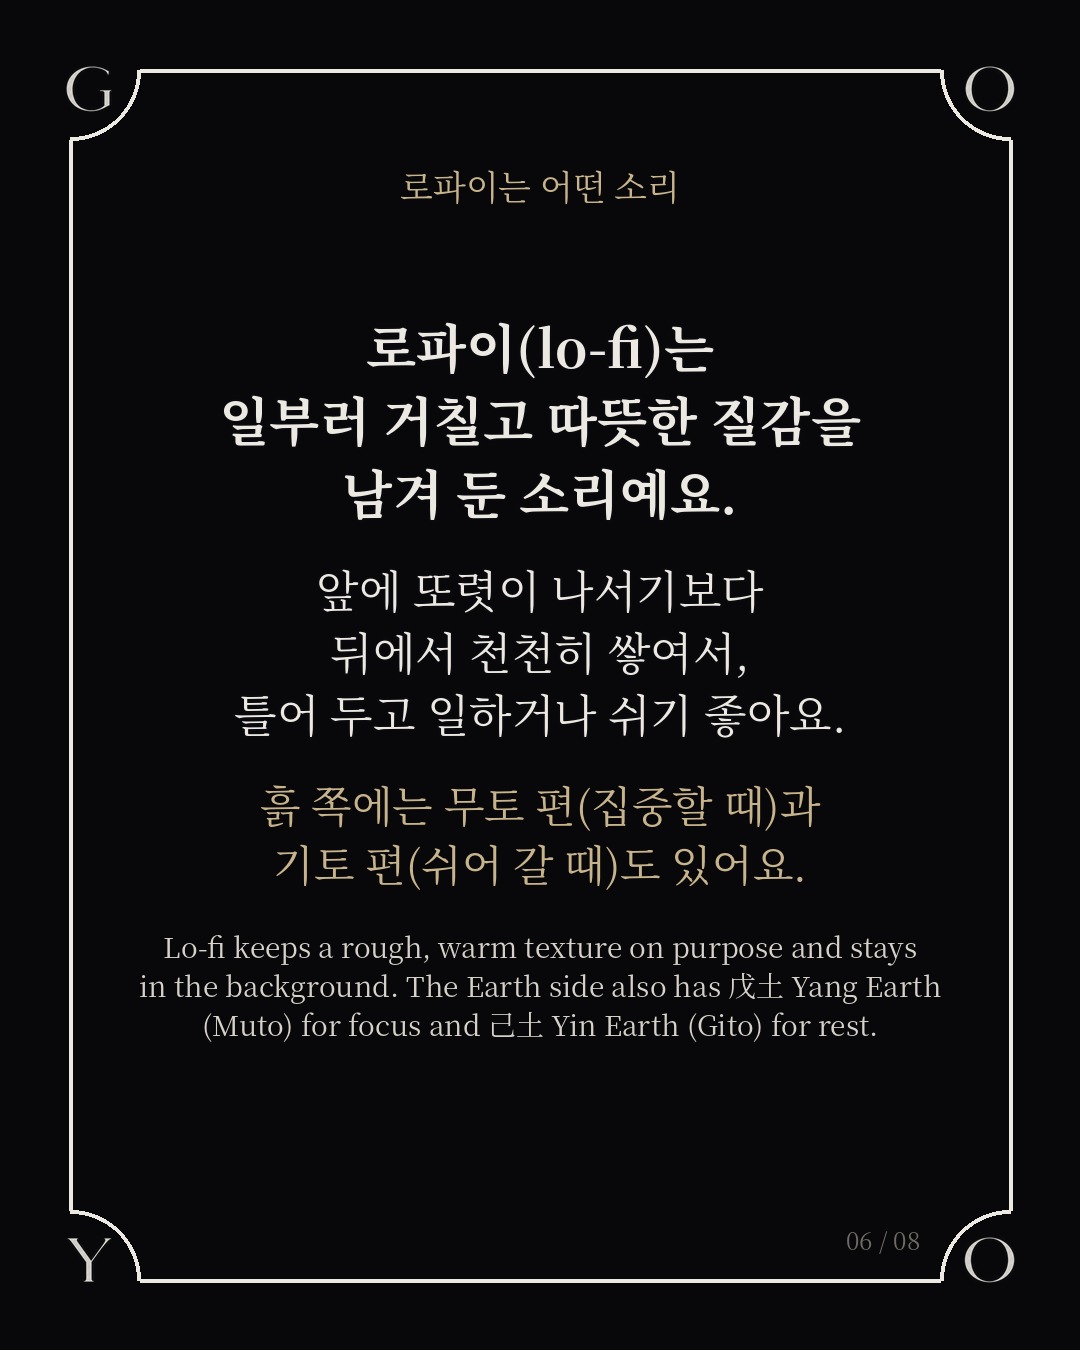 G O
로파이는 어떤 소리
로파이(lo-fi)는
일부러 거칠고 따뜻한 질감을
남겨 둔 소리예요.
앞에 또렷이 나서기보다
뒤에서 천천히 쌓여서,
틀어 두고 일하거나 쉬기 좋아요.
흙 쪽에는 무토 편(집중할 때)과
기토 편(쉬어 갈 때)도 있어요.
Lo-fi keeps a rough, warm texture on purpose and stays
in the background. The Earth side also has 戊土 Yang Earth
(Muto) for focus and 己土 Yin Earth (Gito) for rest.
06 / 08
Y O